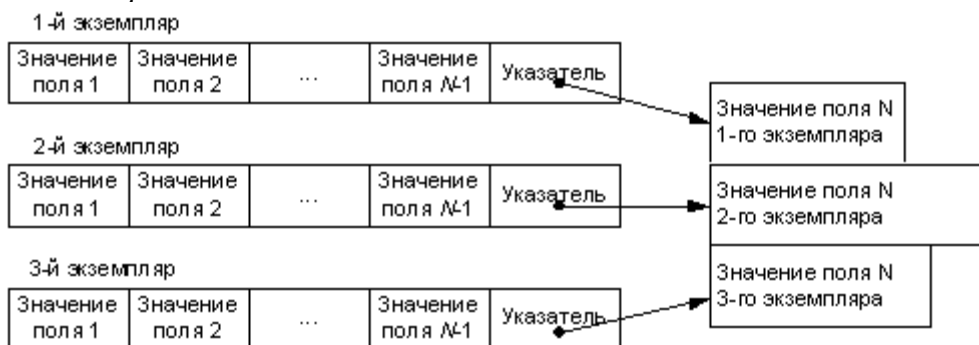 1-й экземпляр
Значение поля 1
Значение поля 2
...
Значение поля N-1
Указатель
Значение поля N
1-го экземпляра
2-й экземпляр
Значение поля 1
Значение поля 2
...
Значение поля N-1
Указатель
Значение поля N
2-го экземпляра
3-й экземпляр
Значение поля 1
Значение поля 2
...
Значение поля N-1
Указатель
Значение поля N
3-го экземпляра